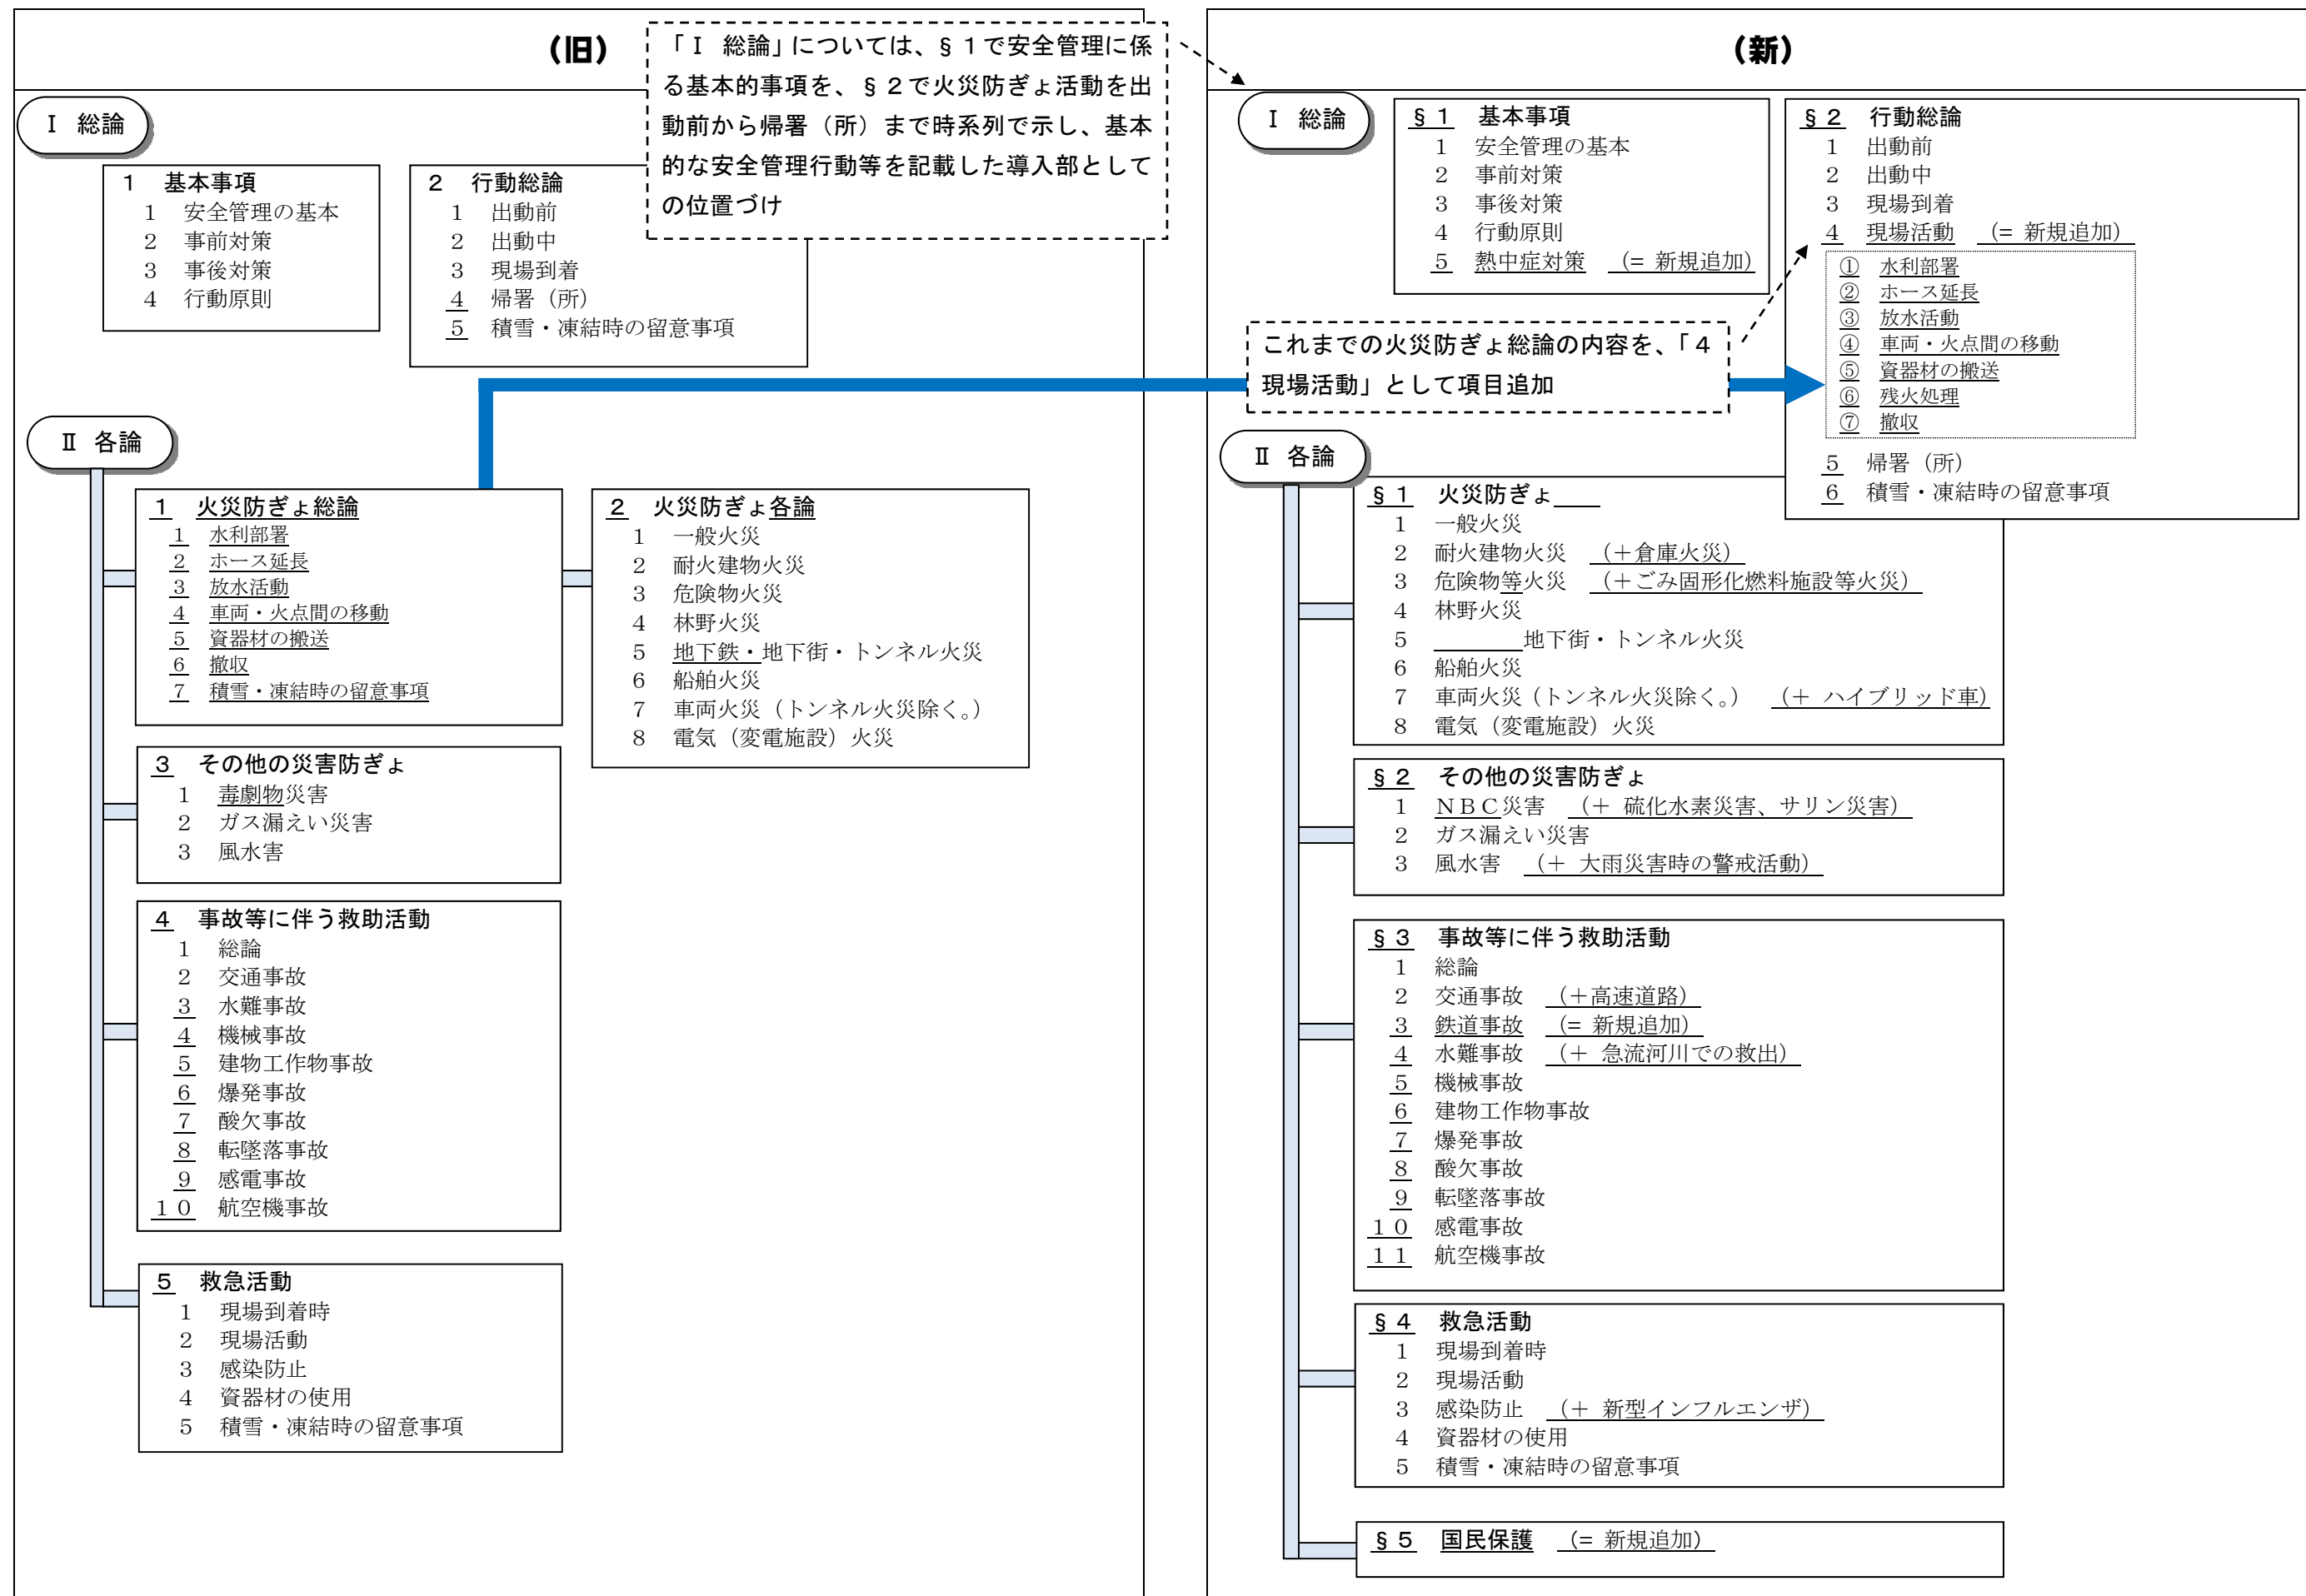 （旧）
「Ⅰ 総論」については、§１で安全管理に係
る基本的事項を、§２で火災防ぎょ活動を出
動前から帰署（所）まで時系列で示し、基本
的な安全管理行動等を記載した導入部として
の位置づけ
Ⅰ 総論
１ 基本事項
１ 安全管理の基本
２ 事前対策
３ 事後対策
４ 行動原則
２ 行動総論
１ 出動前
２ 出動中
３ 現場到着
４ 帰署（所）
５ 積雪・凍結時の留意事項
Ⅱ 各論
１ 火災防ぎょ総論
１ 水利部署
２ ホース延長
３ 放水活動
４ 車両・火点間の移動
５ 資器材の搬送
６ 撤収
７ 積雪・凍結時の留意事項
２ 火災防ぎょ各論
１ 一般火災
２ 耐火建物火災
３ 危険物火災
４ 林野火災
５ 地下鉄・地下街・トンネル火災
６ 船舶火災
７ 車両火災（トンネル火災除く。）
８ 電気（変電施設）火災
３ その他の災害防ぎょ
１ 毒劇物災害
２ ガス漏えい災害
３ 風水害
４ 事故等に伴う救助活動
１ 総論
２ 交通事故
３ 水難事故
４ 機械事故
５ 建物工作物事故
６ 爆発事故
７ 酸欠事故
８ 転墜落事故
９ 感電事故
１０ 航空機事故
５ 救急活動
１ 現場到着時
２ 現場活動
３ 感染防止
４ 資器材の使用
５ 積雪・凍結時の留意事項
（新）
Ⅰ 総論
§１ 基本事項
１ 安全管理の基本
２ 事前対策
３ 事後対策
４ 行動原則
５ 熱中症対策 （= 新規追加）
§２ 行動総論
１ 出動前
２ 出動中
３ 現場到着
４ 現場活動 （= 新規追加）
① 水利部署
② ホース延長
③ 放水活動
④ 車両・火点間の移動
⑤ 資器材の搬送
⑥ 残火処理
⑦ 撤収
５ 帰署（所）
６ 積雪・凍結時の留意事項
これまでの火災防ぎょ総論の内容を、「４
現場活動」として項目追加
Ⅱ 各論
§１ 火災防ぎょ
１ 一般火災
２ 耐火建物火災 （＋倉庫火災）
３ 危険物等火災 （＋ごみ固形化燃料施設等火災）
４ 林野火災
５ 地下街・トンネル火災
６ 船舶火災
７ 車両火災（トンネル火災除く。） （＋ ハイブリッド車）
８ 電気（変電施設）火災
§２ その他の災害防ぎょ
１ ＮＢＣ災害 （＋ 硫化水素災害、サリン災害）
２ ガス漏えい災害
３ 風水害 （＋ 大雨災害時の警戒活動）
§３ 事故等に伴う救助活動
１ 総論
２ 交通事故 （＋高速道路）
３ 鉄道事故 （= 新規追加）
４ 水難事故 （＋ 急流河川での救出）
５ 機械事故
６ 建物工作物事故
７ 爆発事故
８ 酸欠事故
９ 転墜落事故
１０ 感電事故
１１ 航空機事故
§４ 救急活動
１ 現場到着時
２ 現場活動
３ 感染防止 （＋ 新型インフルエンザ）
４ 資器材の使用
５ 積雪・凍結時の留意事項
§５ 国民保護 （= 新規追加）